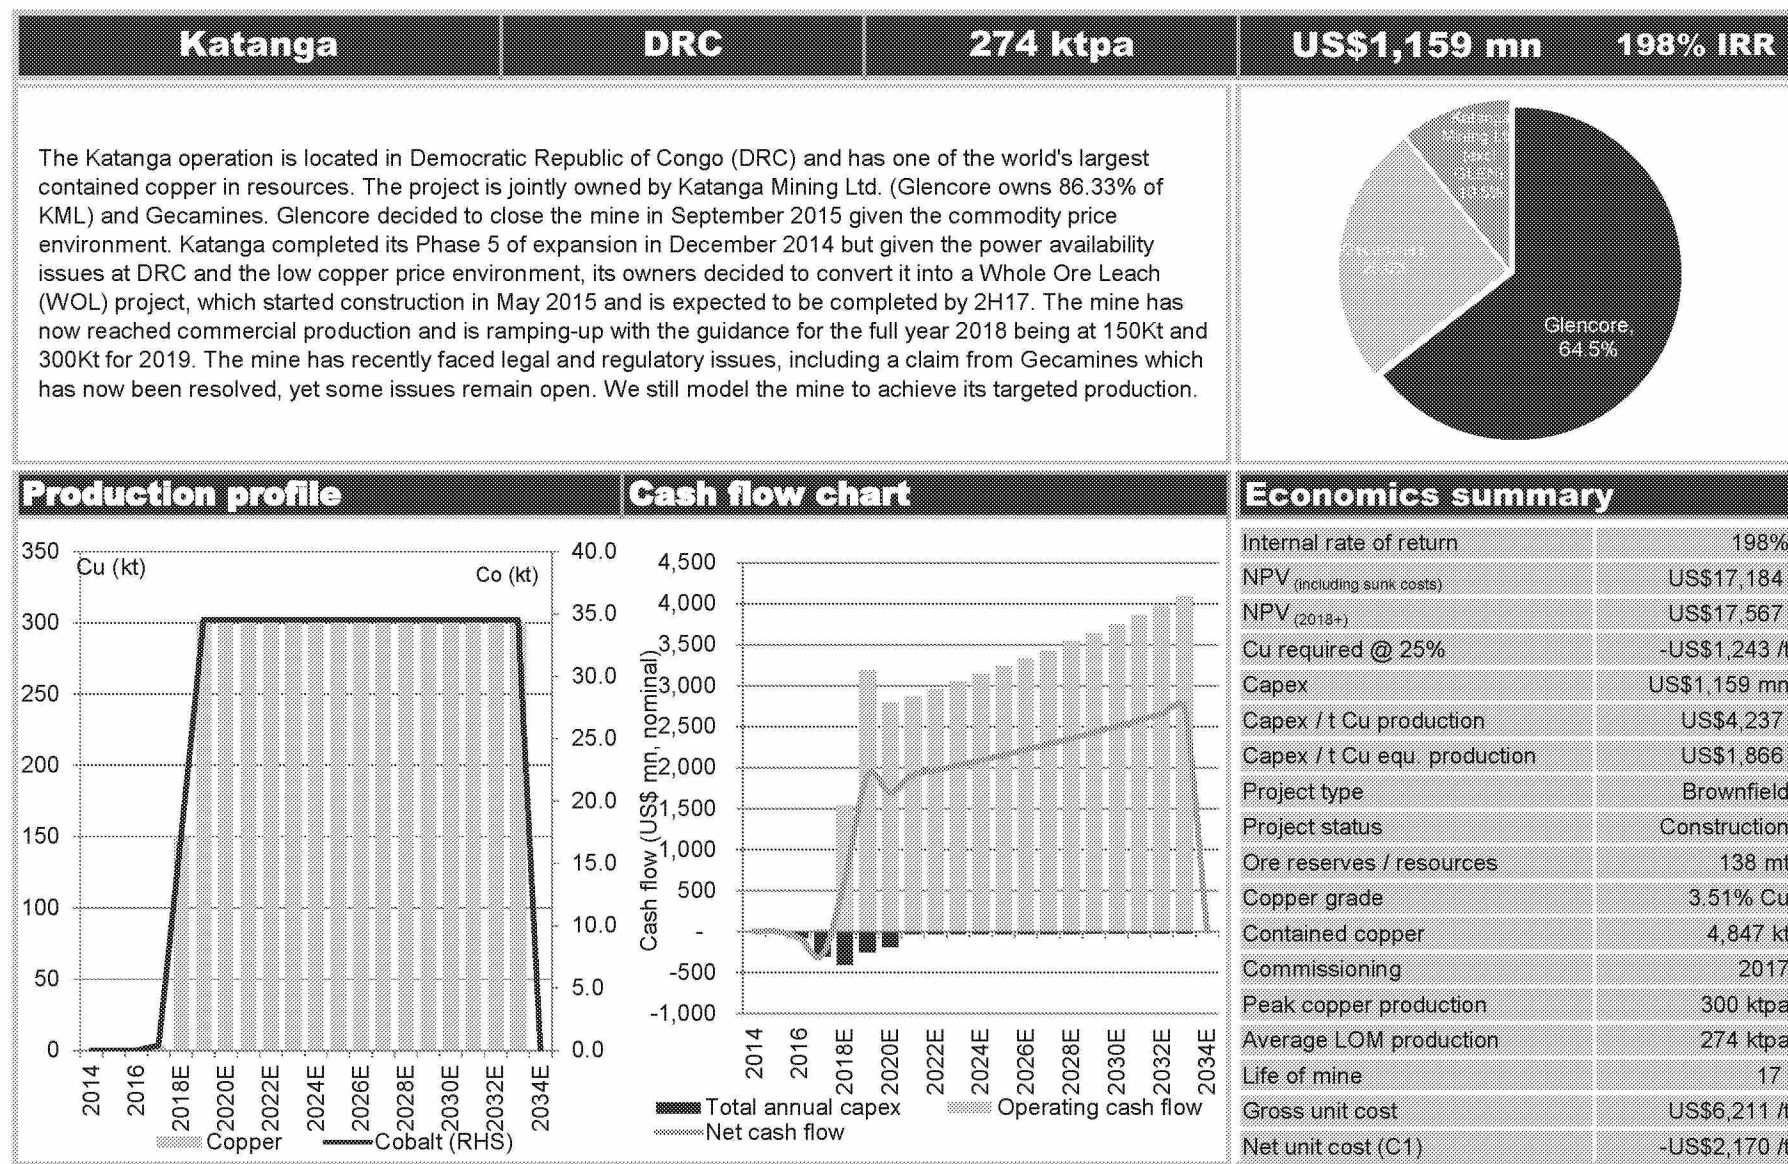 Katanga DRC 274 ktpa US$1,159 mn 198% IRR
The Katanga operation is located in Democratic Republic of Congo (DRC) and has one of the world's largest
contained copper in resources. The project is jointly owned by Katanga Mining Ltd. (Glencore owns 86.33% of
KML) and Gecamines. Glencore decided to close the mine in September 2015 given the commodity price
environment. Katanga completed its Phase 5 of expansion in December 2014 but given the power availability
issues at DRC and the low copper price environment, its owners decided to convert it into a Whole Ore Leach
(WOL) project, which started construction in May 2015 and is expected to be completed by 2H17. The mine has
now reached commercial production and is ramping-up with the guidance for the full year 2018 being at 150Kt and
300Kt for 2019. The mine has recently faced legal and regulatory issues, including a claim from Gecamines which
has now been resolved, yet some issues remain open. We still model the mine to achieve its targeted production.
Mining Ltd
Glencore,
64.5%
Production profile
Cu (kt)
Co (kt)
350
300
250
200
150
100
50
0
40.0
35.0
30.0
25.0
20.0
15.0
10.0
5.0
0.0
2014 2016 2018E 2020E 2022E 2024E 2026E 2028E 2030E 2032E 2034E
Copper Cobalt (RHS)
Cash flow chart
Cash flow (US$ mn, nominal)
4,500
4,000
3,500
3,000
2,500
2,000
1,500
1,000
500
-
-500
-1,000
2014 2016 2018E 2020E 2022E 2024E 2026E 2028E 2030E 2032E 2034E
Total annual capex Operating cash flow
Net cash flow
Economics summary
Internal rate of return 198%
NPV (including sunk costs) US$17,184
NPV (2018+) US$17,567
Cu required @ 25% -US$1,243 /t
Capex US$1,159 mn
Capex / t Cu production US$4,237
Capex / t Cu equ. production US$1,866
Project type Brownfield
Project status Construction
Ore reserves / resources 138 mt
Copper grade 3.51% Cu
Contained copper 4,847 kt
Commissioning 2017
Peak copper production 300 ktpa
Average LOM production 274 ktpa
Life of mine 17
Gross unit cost US$6,211 /t
Net unit cost (C1) -US$2,170 /t